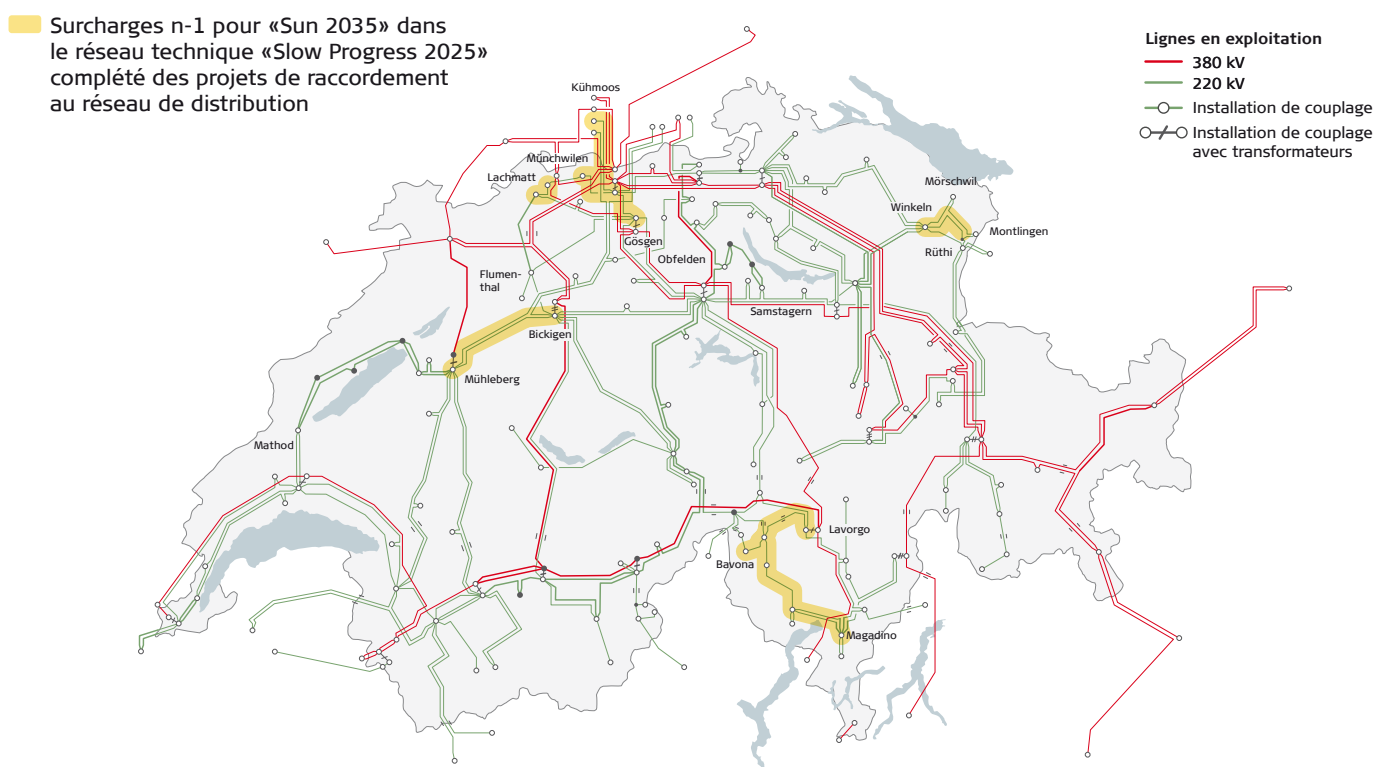 Surcharges n-1 pour «Sun 2035» dans
le réseau technique «Slow Progress 2025»
complété des projets de raccordement
au réseau de distribution
Lignes en exploitation
380 kV
220 kV
Installation de couplage
Installation de couplage
avec transformateurs
Kühmoos
Münchwilen
Lachmatt
Mörschwil
Winkeln
Montlingen
Rüthi
Gösgen
Obfelden
Flumen-
thal
Samstagern
Bickigen
Mühleberg
Mathod
Lavorgo
Bavona
Magadino